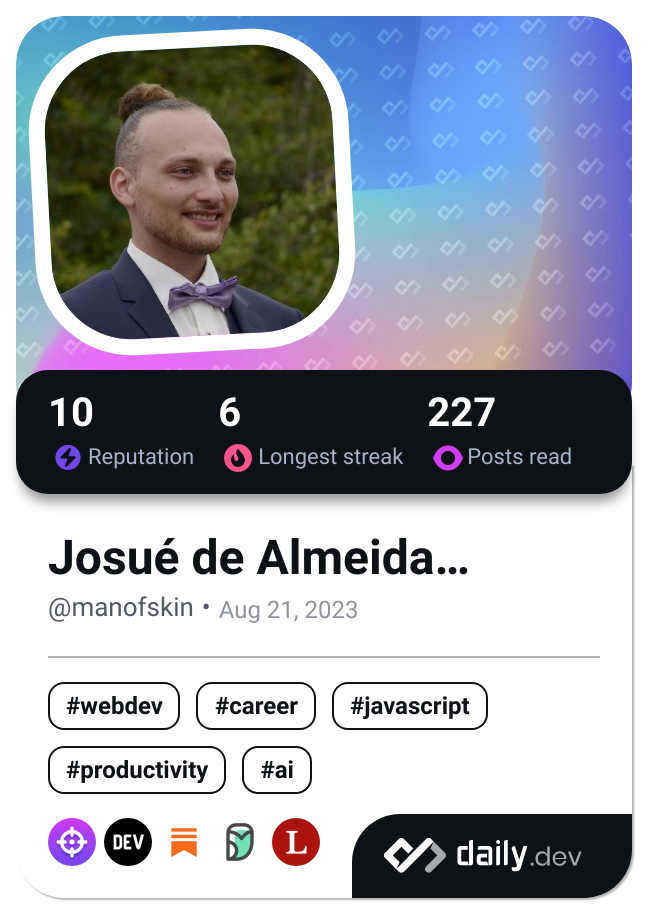 10 6 227
Reputation Longest streak Posts read
Josué de Almeida...
@manofskin • Aug 21, 2023
#webdev #career #javascript
#productivity #ai
DEV L daily.dev